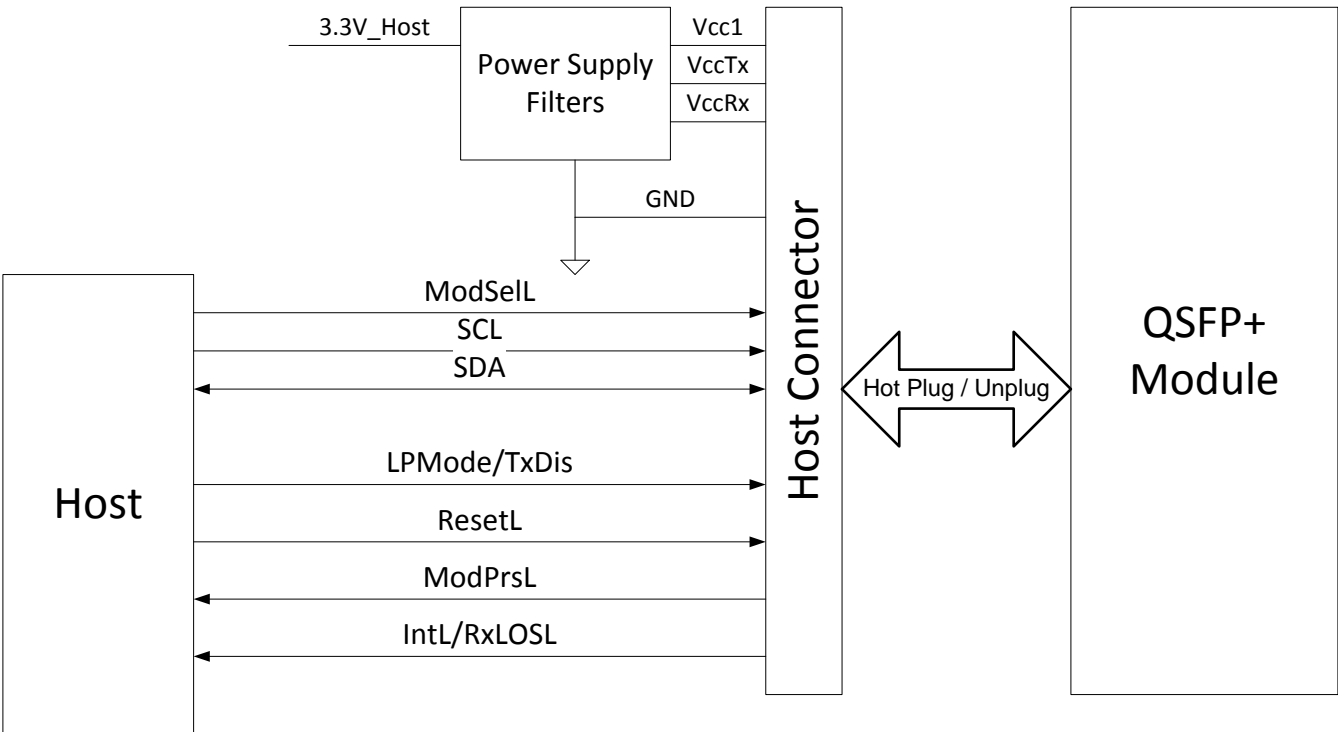 3.3V_Host
Power Supply
Filters
Vcc1
VccTx
VccRx
GND
ModSelL
SCL
SDA
LPMode/TxDis
ResetL
ModPrsL
IntL/RxLOSL
Host
Host Connector
Hot Plug / Unplug
QSFP+
Module